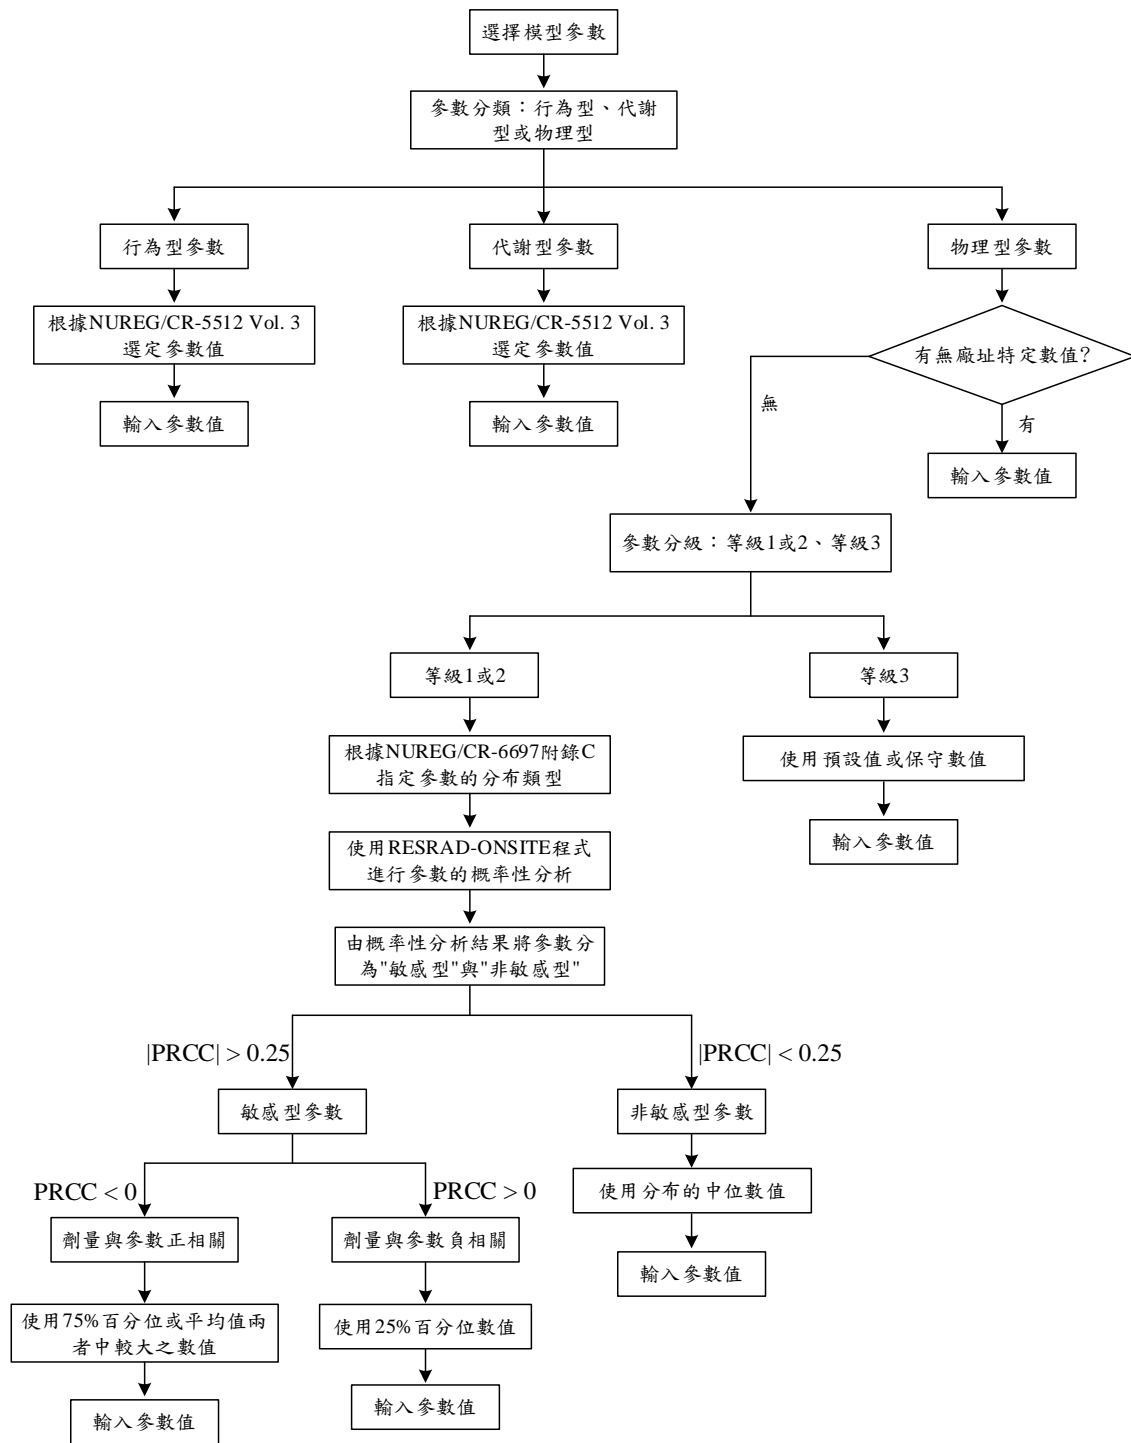 選擇模型參數
參數分類：行為型、代謝
型或物理型
行為型參數
代謝型參數
物理型參數
根據NUREG/CR-5512 Vol. 3
選定參數值
根據NUREG/CR-5512 Vol. 3
選定參數值
有無廠址特定數值?
輸入參數值
輸入參數值
無
有
輸入參數值
參數分級：等級1或2、等級3
等級1或2
等級3
根據NUREG/CR-6697附錄C
指定參數的分布類型
使用預設值或保守數值
使用RESRAD-ONSITE程式
進行參數的概率性分析
輸入參數值
由概率性分析結果將參數分
為"敏感型"與"非敏感型"
|PRCC| > 0.25
|PRCC| < 0.25
敏感型參數
非敏感型參數
PRCC < 0
PRCC > 0
使用分布的中位數值
劑量與參數正相關
劑量與參數負相關
輸入參數值
使用75%百分位或平均值兩
者中較大之數值
使用25%百分位數值
輸入參數值
輸入參數值